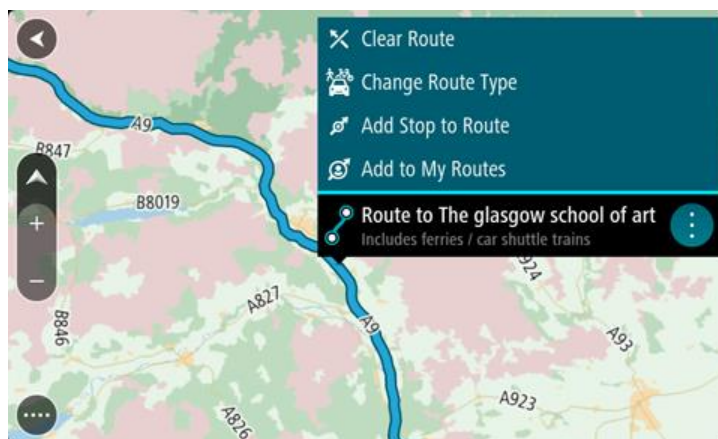 Clear Route
Change Route Type
Add Stop to Route
Add to My Routes
Route to The glasgow school of art
Includes ferries / car shuttle trains
A9
B847
B8019
A827
A9
B846
A826
A924
A93
A923